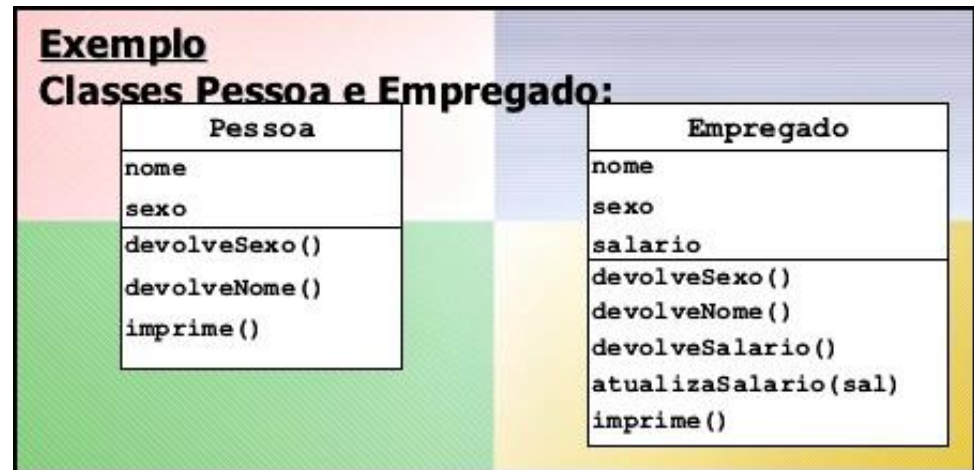 Exemplo
Classes Pessoa e Empregado:
Pessoa
nome
sexo
devolveSexo()
devolveNome()
imprime()
Empregado
nome
sexo
salario
devolveSexo()
devolveNome()
devolveSalario()
atualizaSalario(sal)
imprime()